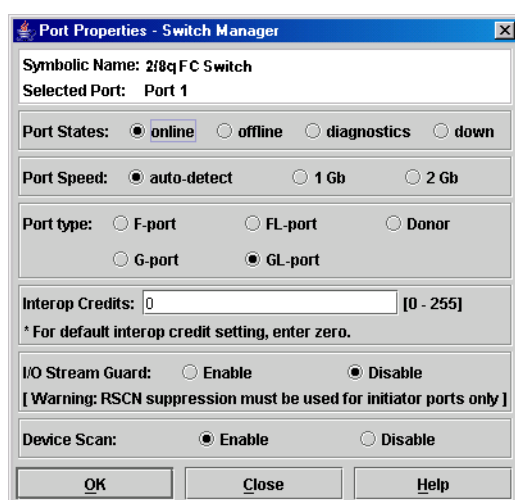 Port Properties - Switch Manager
Symbolic Name: 2/8q FC Switch
Selected Port: Port 1
Port States: online offline diagnostics down
Port Speed: auto-detect 1 Gb 2 Gb
Port type: F-port FL-port Donor
G-port GL-port
Interop Credits: 0 [0 - 255]
* For default interop credit setting, enter zero.
I/O Stream Guard: Enable Disable
[ Warning: RSCN suppression must be used for initiator ports only ]
Device Scan: Enable Disable
OK Close Help